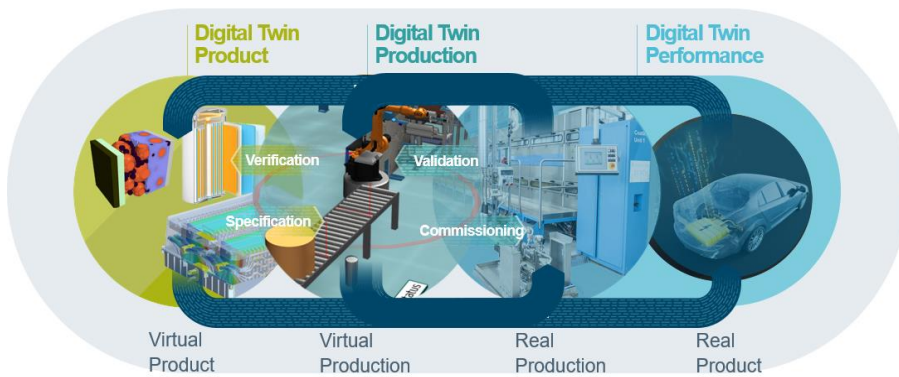 Digital Twin
Product
Digital Twin
Production
Digital Twin
Performance
Verification
Validation
Specification
Commissioning
Virtual
Product
Virtual
Production
Real
Production
Real
Product